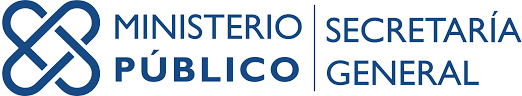 MINISTERIO
PÚBLICO
SECRETARÍA
GENERAL